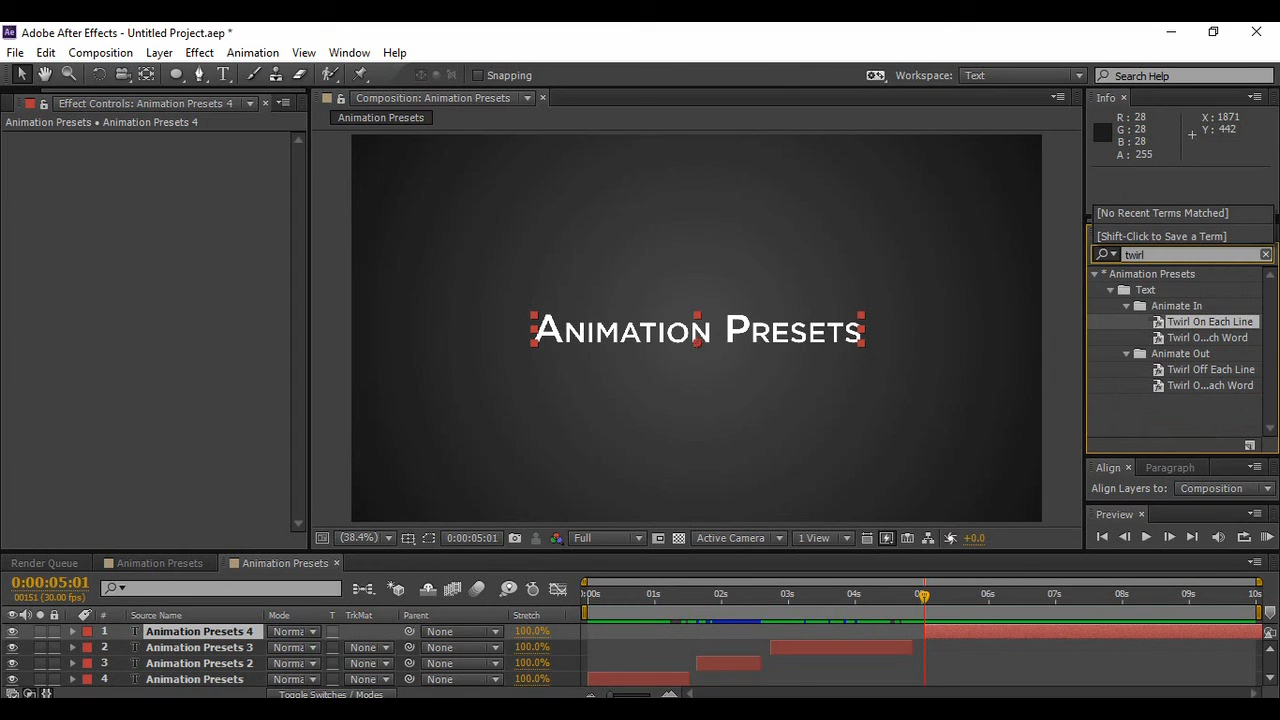 Ae Adobe After Effects - Untitled Project.aep *
File Edit Composition Layer Effect Animation View Window Help
Snapping Workspace: Text Search Help
Effect Controls: Animation Presets 4
Animation Presets • Animation Presets 4
Composition: Animation Presets
Animation Presets
Animation Presets
Info
R: 28 X: 1871
G: 28 Y: 442
B: 28
A: 255
[No Recent Terms Matched]
[Shift-Click to Save a Term]
twirl
* Animation Presets
Text
Animate In
Twirl On Each Line
Twirl O...ch Word
Animate Out
Twirl Off Each Line
Twirl O...ach Word
Align Paragraph
Align Layers to: Composition
Preview
(38.4%) 0:00:05:01 Full Active Camera 1 View +0.0
Render Queue Animation Presets Animation Presets
0:00:05:01
00151 (30.00 fps)
:00s 01s 02s 03s 04s 05s 06s 07s 08s 09s 10s
# Source Name Mode T TrkMat Parent Stretch
1 T Animation Presets 4 Norma None 100.0%
2 T Animation Presets 3 Norma None None 100.0%
3 T Animation Presets 2 Norma None None 100.0%
4 T Animation Presets Norma None None 100.0%
Toggle Switches / Modes